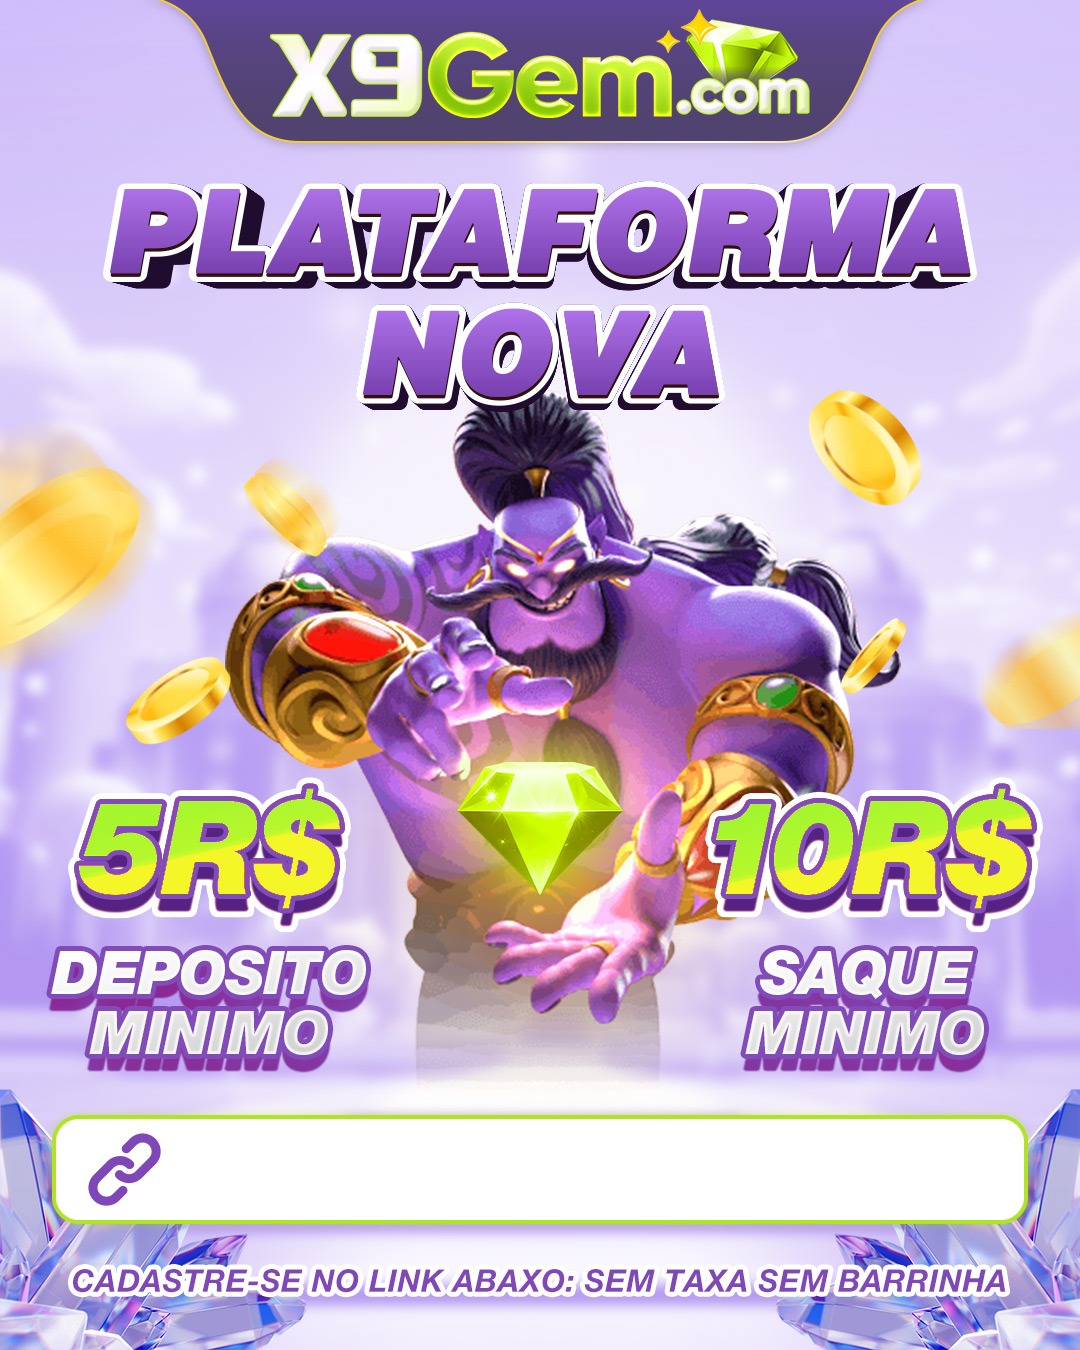 X9Gem.com
PLATAFORMA
NOVA
5R$
10R$
DEPOSITO
MINIMO
SAQUE
MINIMO
CADASTRE-SE NO LINK ABAXO: SEM TAXA SEM BARRINHA